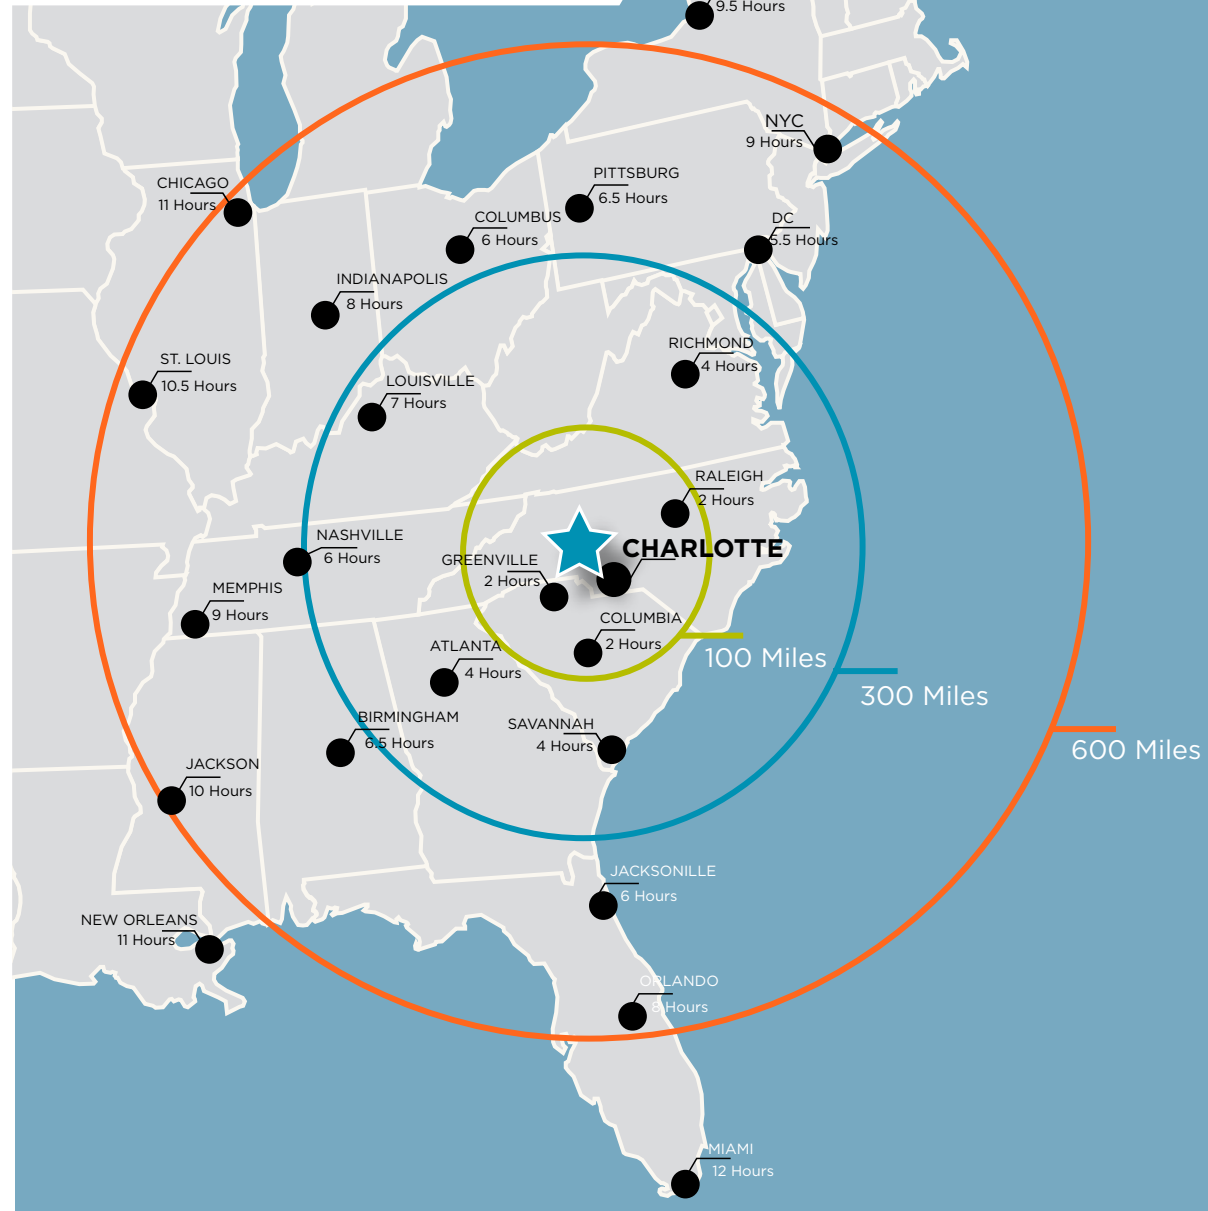 9.5 Hours
NYC
9 Hours
PITTSBURG
6.5 Hours
CHICAGO
11 Hours
COLUMBUS
6 Hours
DC
5.5 Hours
INDIANAPOLIS
8 Hours
RICHMOND
4 Hours
ST. LOUIS
10.5 Hours
LOUISVILLE
7 Hours
RALEIGH
2 Hours
NASHVILLE
6 Hours
CHARLOTTE
GREENVILLE
2 Hours
MEMPHIS
9 Hours
COLUMBIA
2 Hours
ATLANTA
4 Hours
100 Miles
300 Miles
BIRMINGHAM
6.5 Hours
SAVANNAH
4 Hours
600 Miles
JACKSON
10 Hours
JACKSONILLE
6 Hours
NEW ORLEANS
11 Hours
ORLANDO
8 Hours
MIAMI
12 Hours